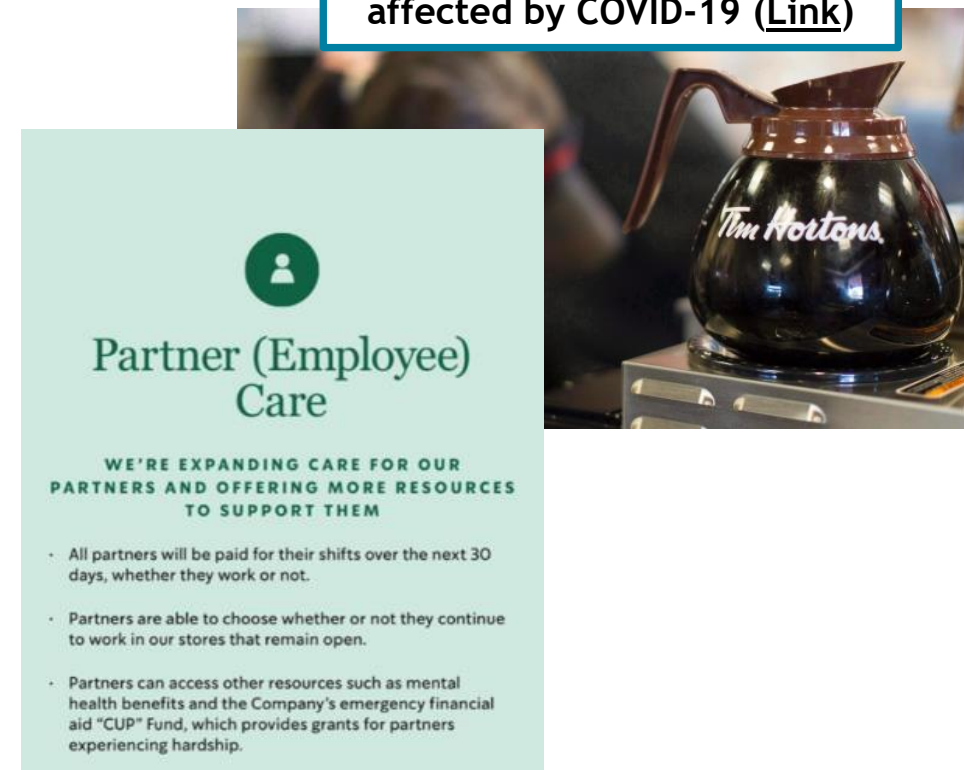 affected by COVID-19 (Link)
Tim Hortons
Partner (Employee)
Care
WE'RE EXPANDING CARE FOR OUR
PARTNERS AND OFFERING MORE RESOURCES
TO SUPPORT THEM
· All partners will be paid for their shifts over the next 30
days, whether they work or not.
· Partners are able to choose whether or not they continue
to work in our stores that remain open.
· Partners can access other resources such as mental
health benefits and the Company's emergency financial
aid "CUP" Fund, which provides grants for partners
experiencing hardship.